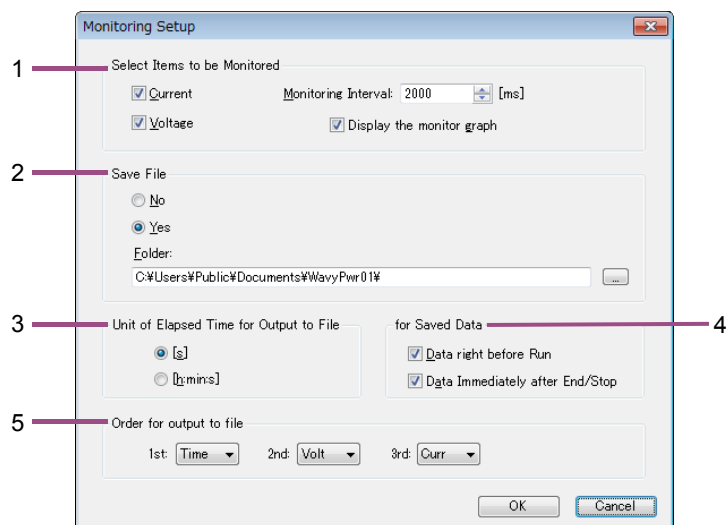 Monitoring Setup
1
Select Items to be Monitored
Current Monitoring Interval: 2000 [ms]
Voltage Display the monitor graph
2
Save File
No
Yes
Folder:
C:¥Users¥Public¥Documents¥WavyPwr01¥ ...
3
Unit of Elapsed Time for Output to File for Saved Data
4
[s] Data right before Run
[h:min:s] Data Immediately after End/Stop
5
Order for output to file
1st: Time 2nd: Volt 3rd: Curr
OK Cancel